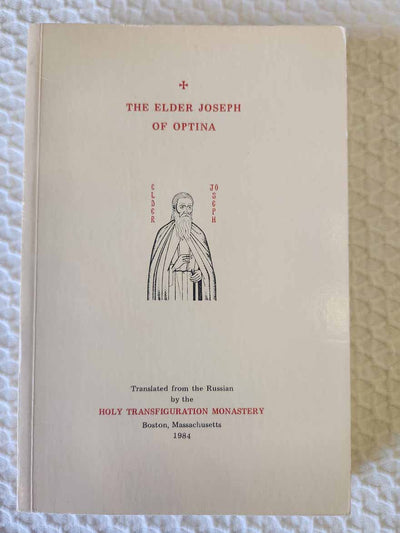 THE ELDER JOSEPH
OF OPTINA
ELDER
JOSEPH
Translated from the Russian
by the
HOLY TRANSFIGURATION MONASTERY
Boston, Massachusetts
1984